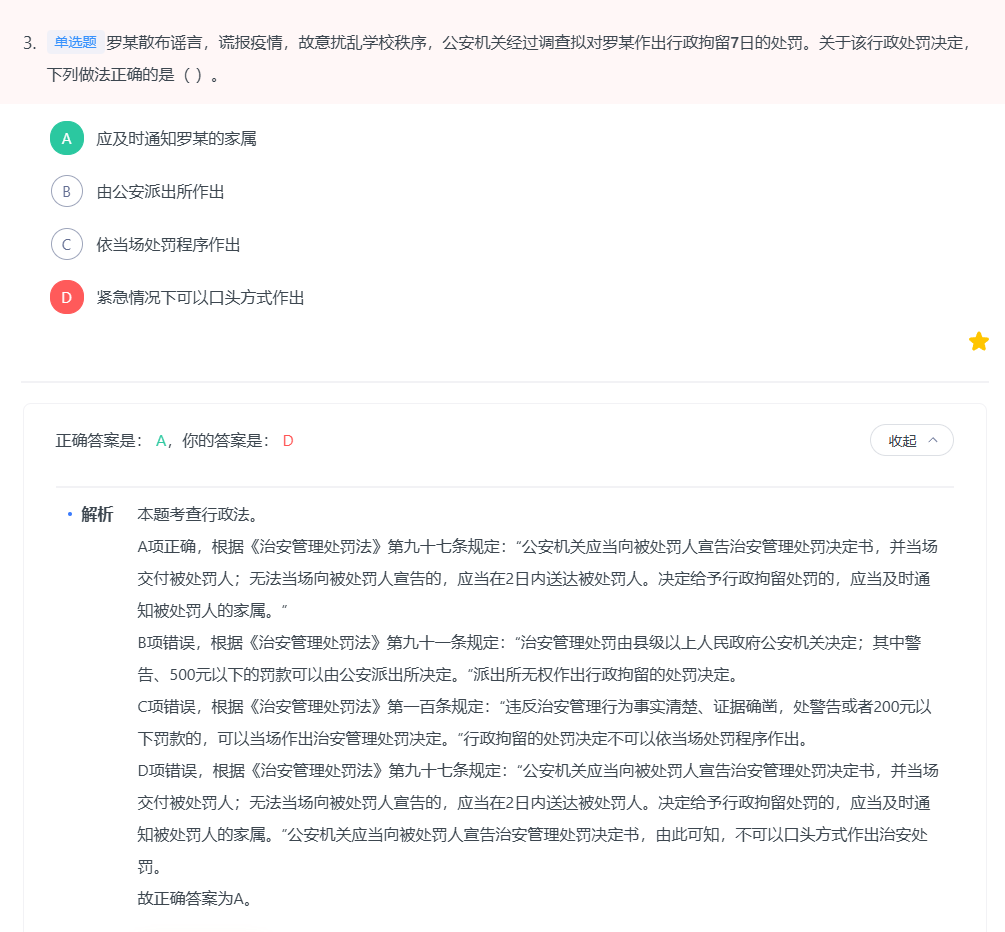 3. 单选题 罗某散布谣言，谎报疫情，故意扰乱学校秩序，公安机关经过调查拟对罗某作出行政拘留7日的处罚。关于该行政处罚决定，
下列做法正确的是（ ）。
A 应及时通知罗某的家属
B 由公安派出所作出
C 依当场处罚程序作出
D 紧急情况下可以口头方式作出
正确答案是： A，你的答案是： D
收起
解析 本题考查行政法。
A项正确，根据《治安管理处罚法》第九十七条规定：“公安机关应当向被处罚人宣告治安管理处罚决定书，并当场
交付被处罚人；无法当场向被处罚人宣告的，应当在2日内送达被处罚人。决定给予行政拘留处罚的，应当及时通
知被处罚人的家属。“
B项错误，根据《治安管理处罚法》第九十一条规定：“治安管理处罚由县级以上人民政府公安机关决定；其中警
告、500元以下的罚款可以由公安派出所决定。“派出所无权作出行政拘留的处罚决定。
C项错误，根据《治安管理处罚法》第一百条规定：“违反治安管理行为事实清楚、证据确凿，处警告或者200元以
下罚款的，可以当场作出治安管理处罚决定。“行政拘留的处罚决定不可以依当场处罚程序作出。
D项错误，根据《治安管理处罚法》第九十七条规定：“公安机关应当向被处罚人宣告治安管理处罚决定书，并当场
交付被处罚人；无法当场向被处罚人宣告的，应当在2日内送达被处罚人。决定给予行政拘留处罚的，应当及时通
知被处罚人的家属。“公安机关应当向被处罚人宣告治安管理处罚决定书，由此可知，不可以口头方式作出治安处
罚。
故正确答案为A。